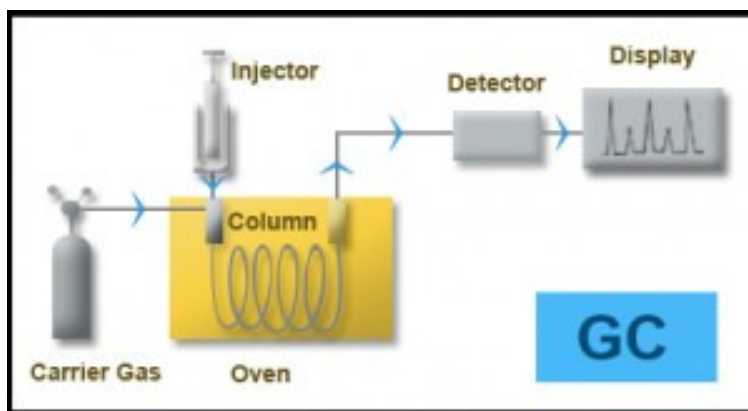 Injector
Display
Detector
Column
Carrier Gas
Oven
GC